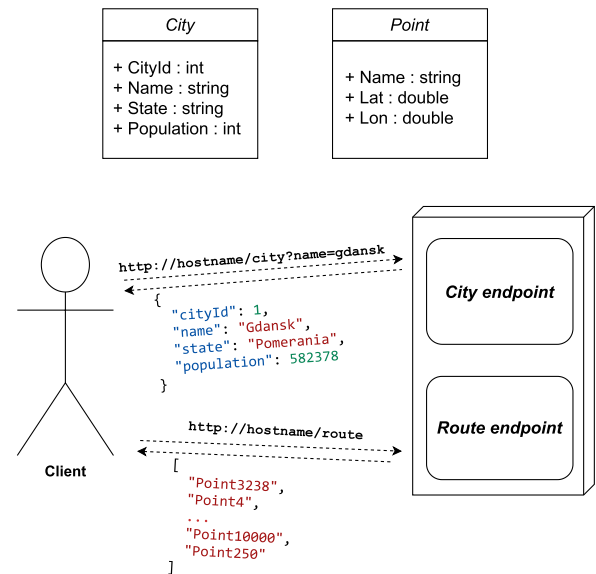 City
+ CityId : int
+ Name : string
+ State : string
+ Population : int
Point
+ Name : string
+ Lat : double
+ Lon : double
http://hostname/city?name=gdansk
{
"cityId": 1,
"name": "Gdansk",
"state": "Pomerania",
"population": 582378
}
City endpoint
http://hostname/route
[
"Point3238",
"Point4",
...
"Point10000",
"Point250"
]
Route endpoint
Client